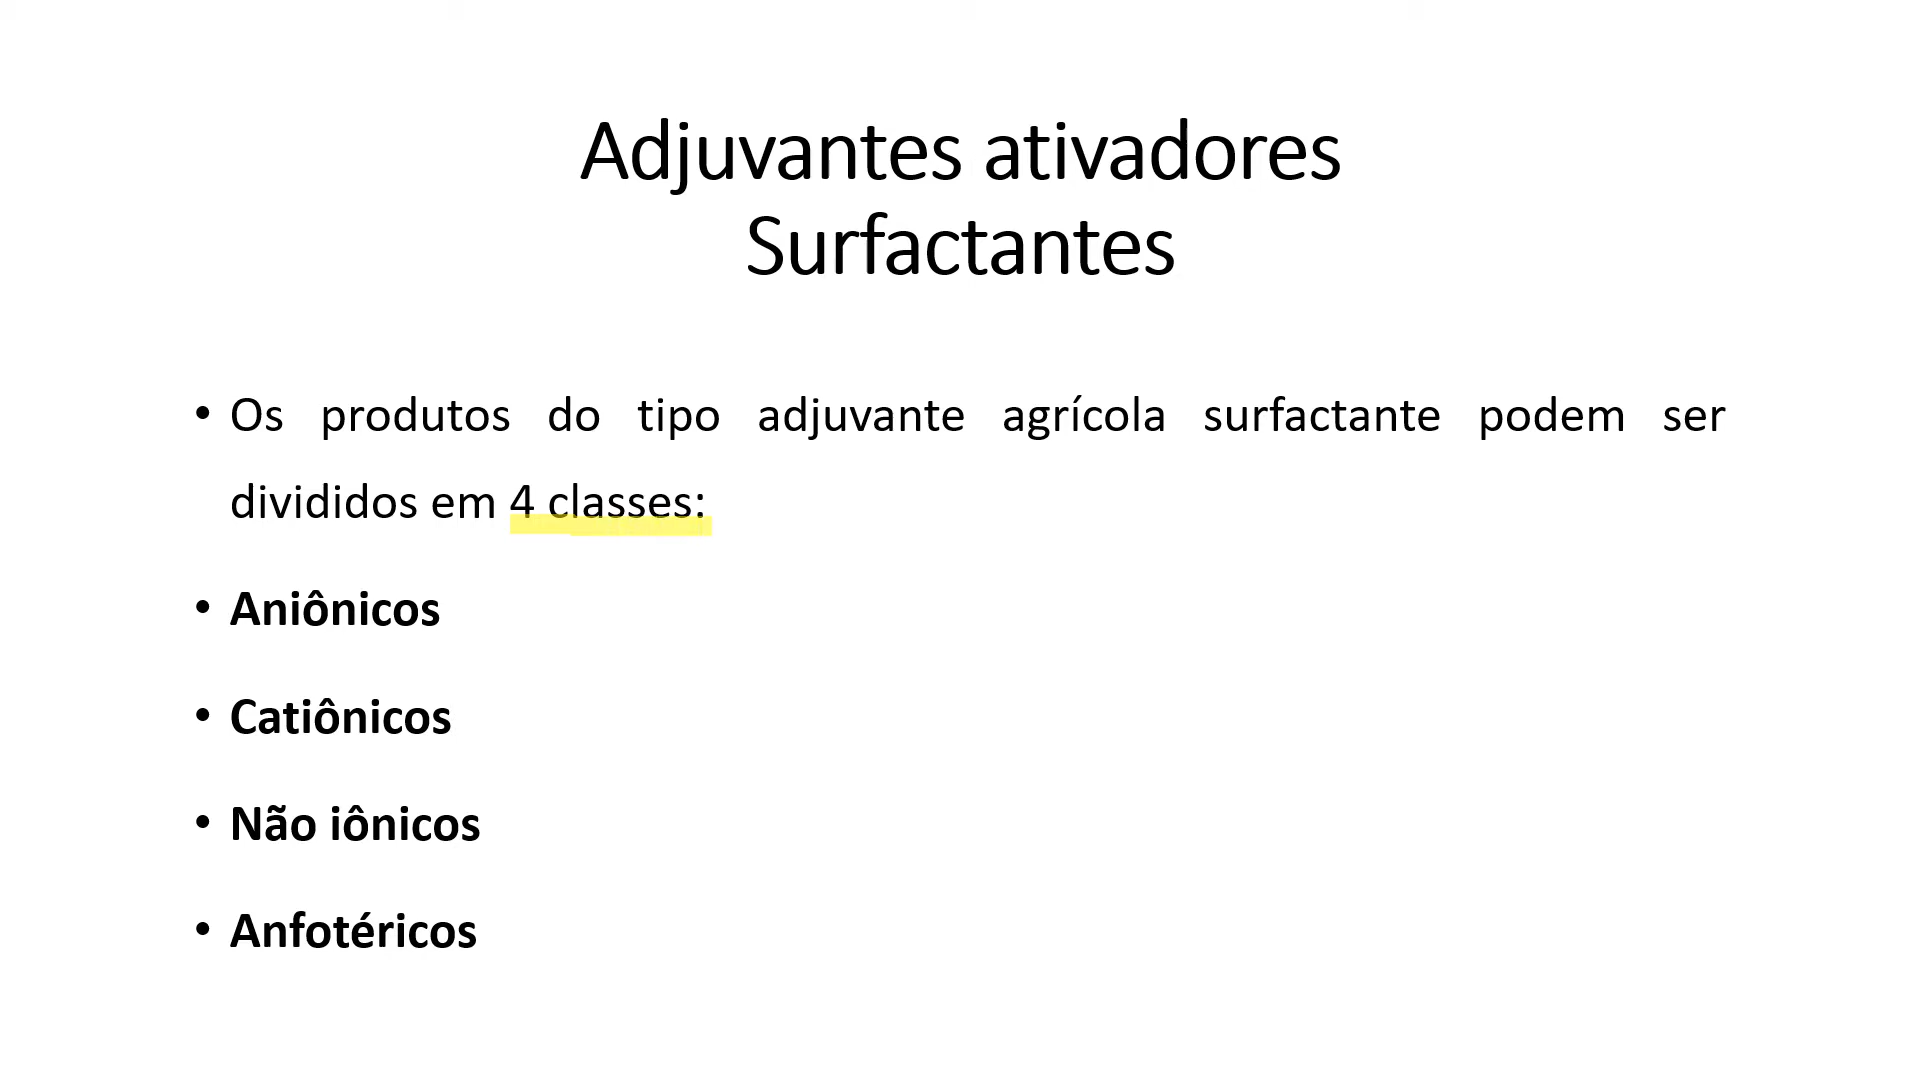 Adjuvantes ativadores
Surfactantes
• Os produtos do tipo adjuvante agrícola surfactante podem ser
divididos em 4 classes:
• Aniônicos
• Catiônicos
• Não iônicos
• Anfotéricos